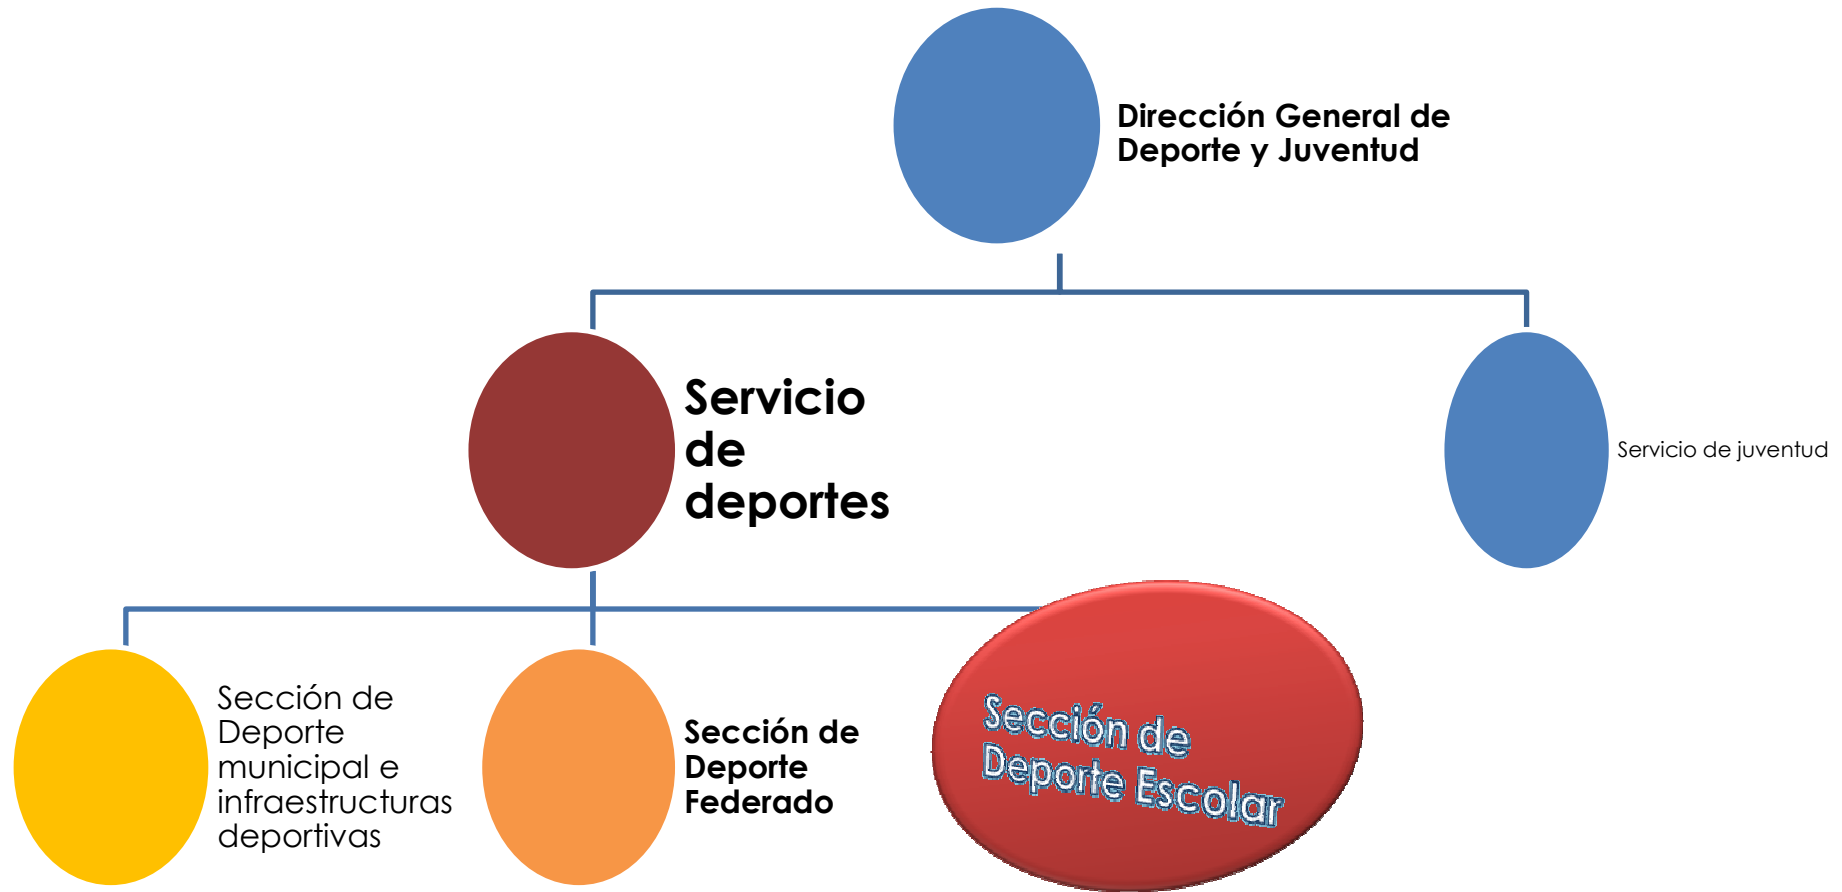 Dirección General de
Deporte y Juventud
Servicio
de
deportes
Servicio de juventud
Sección de
Deporte
municipal e
infraestructuras
deportivas
Sección de
Deporte
Federado
Sección de
Deporte Escolar